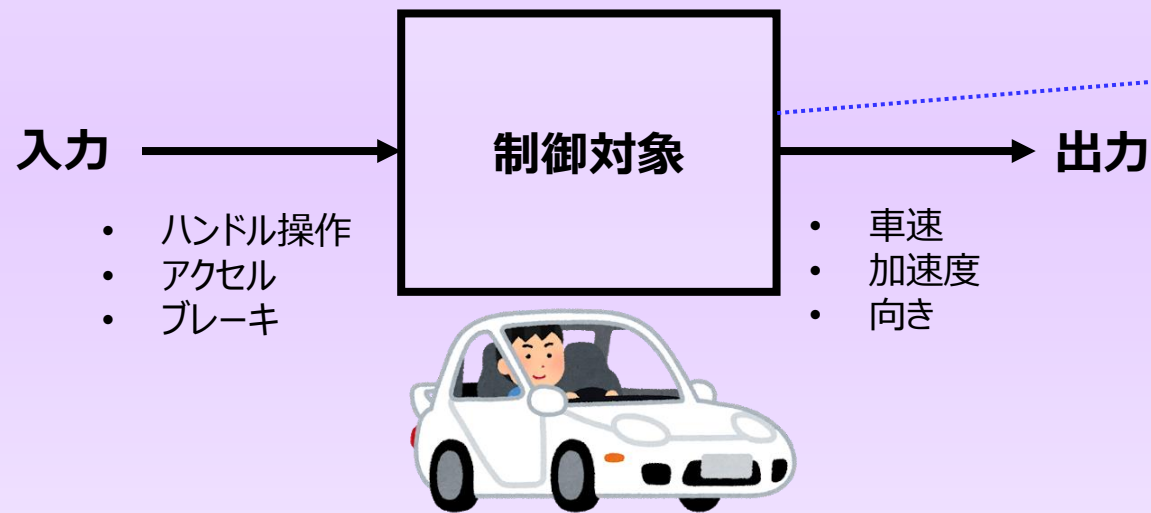 入力
制御対象
出力
• ハンドル操作
• アクセル
• ブレーキ
• 車速
• 加速度
• 向き